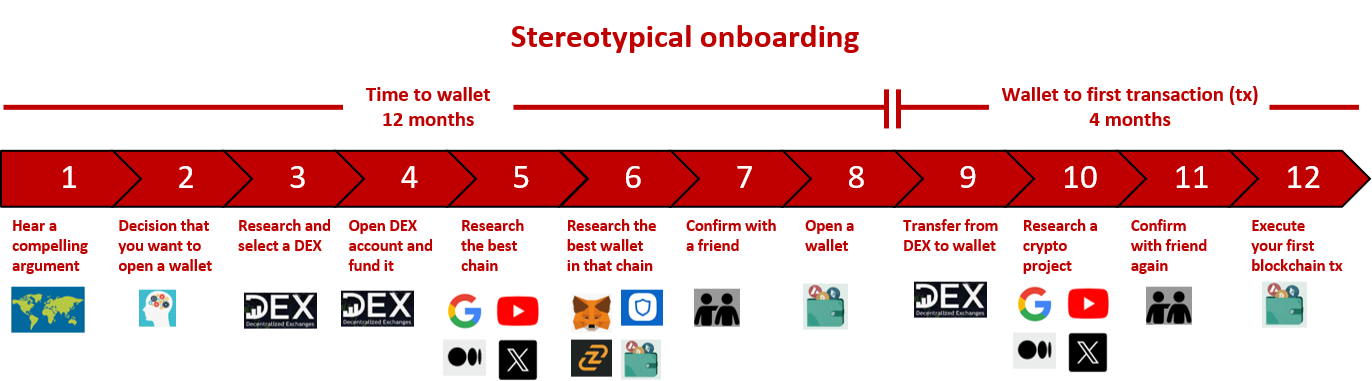 Stereotypical onboarding
Time to wallet
12 months
Wallet to first transaction (tx)
4 months
1
2
3
4
5
6
7
8
9
10
11
12
Hear a
compelling
argument
Decision that
you want to
open a wallet
Research and
select a DEX
Open DEX
account and
fund it
Research
the best
chain
Research the
best wallet
in that chain
Confirm with
a friend
Open a
wallet
Transfer from
DEX to wallet
Research a
crypto
project
Confirm
with friend
again
Execute
your first
blockchain tx
DEX
Decentralized Exchanges
DEX
Decentralized Exchanges
DEX
Decentralized Exchanges